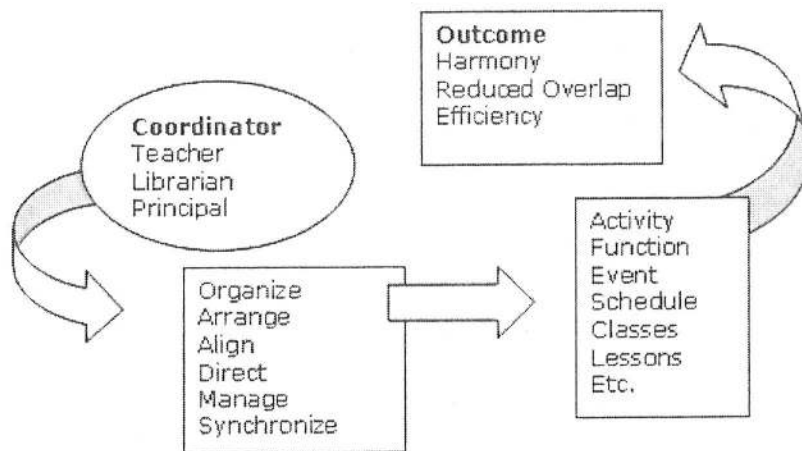 Coordinator
Teacher
Librarian
Principal
Organize
Arrange
Align
Direct
Manage
Synchronize
Activity
Function
Event
Schedule
Classes
Lessons
Etc.
Outcome
Harmony
Reduced Overlap
Efficiency